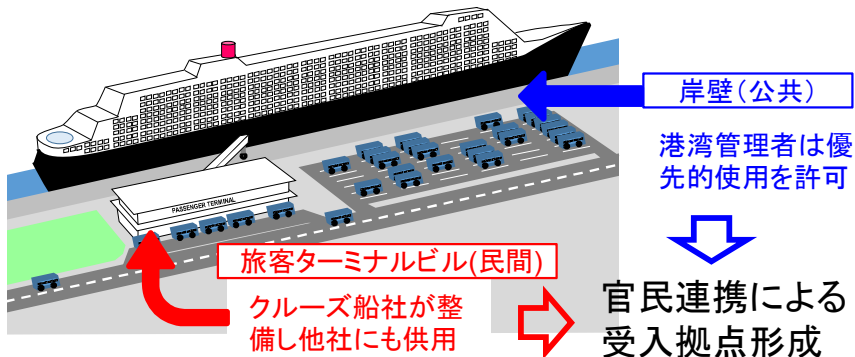 岸壁(公共)
港湾管理者は優
先的使用を許可
PASSENGER TERMINAL
旅客ターミナルビル(民間)
クルーズ船社が整
備し他社にも供用
官民連携による
受入拠点形成